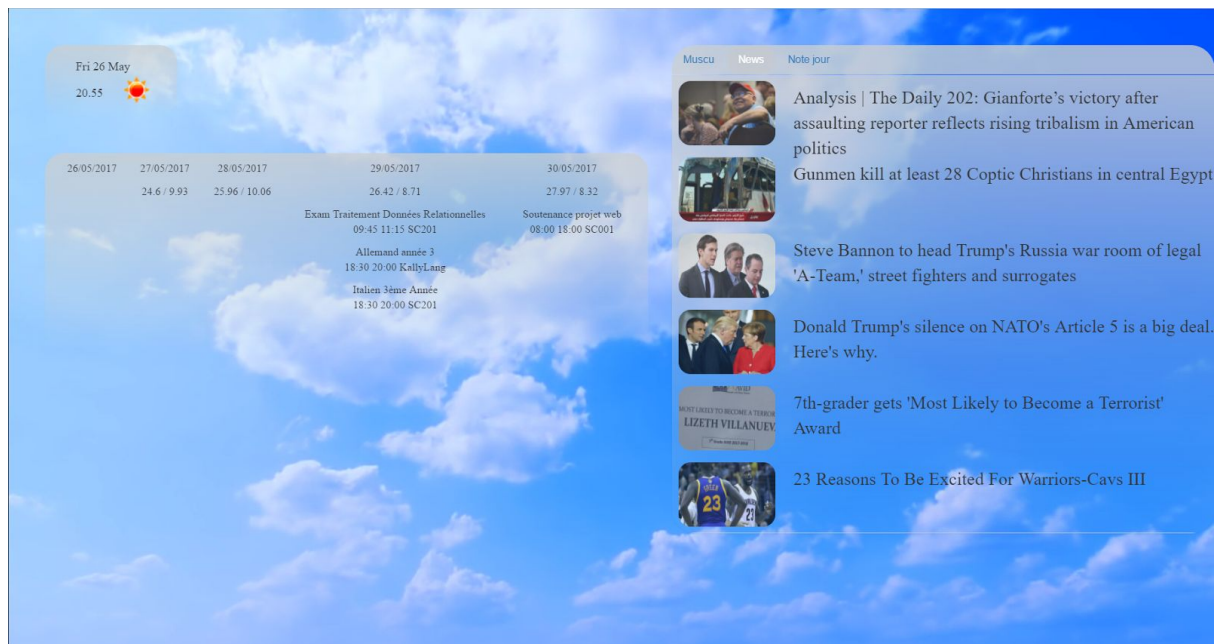 Fri 26 May
20.55
26/05/2017 27/05/2017 28/05/2017 29/05/2017 30/05/2017
24.6 / 9.93 25.96 / 10.06 26.42 / 8.71 27.97 / 8.32
Exam Traitement Données Relationnelles Soutenance projet web
09:45 11:15 SC201 08:00 18:00 SC001
Allemand année 3
18:30 20:00 KallyLang
Italien 3ème Année
18:30 20:00 SC201
Muscu News Note jour
Analysis | The Daily 202: Gianforte’s victory after
assaulting reporter reflects rising tribalism in American
politics
Gunmen kill at least 28 Coptic Christians in central Egypt
Steve Bannon to head Trump's Russia war room of legal
'A-Team,' street fighters and surrogates
Donald Trump's silence on NATO's Article 5 is a big deal.
Here's why.
MOST LIKELY TO BECOME A TERROR
LIZETH VILLANUEV
7th-grader gets 'Most Likely to Become a Terrorist'
Award
23
23
23 Reasons To Be Excited For Warriors-Cavs III